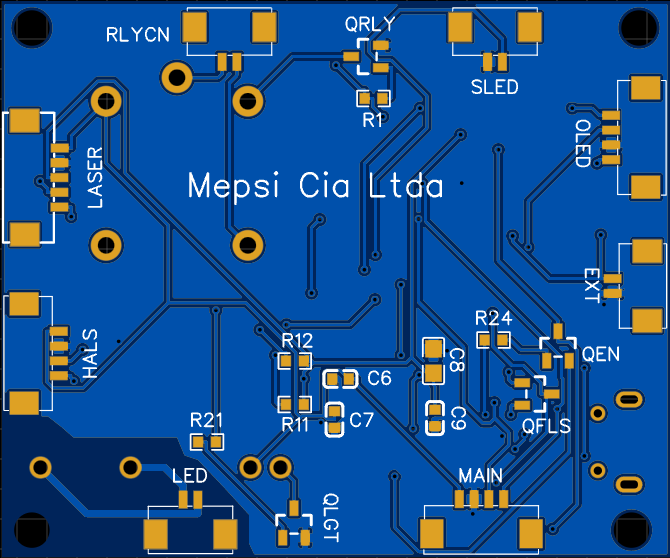 QRLY
RLYCN
SLED
R1
OLED
LASER
Mepsi Cia Ltda
EXT
R24
HALS
R12
QEN
C8
C6
R11
C7
C9
QFLS
R21
LED
MAIN
QLGT